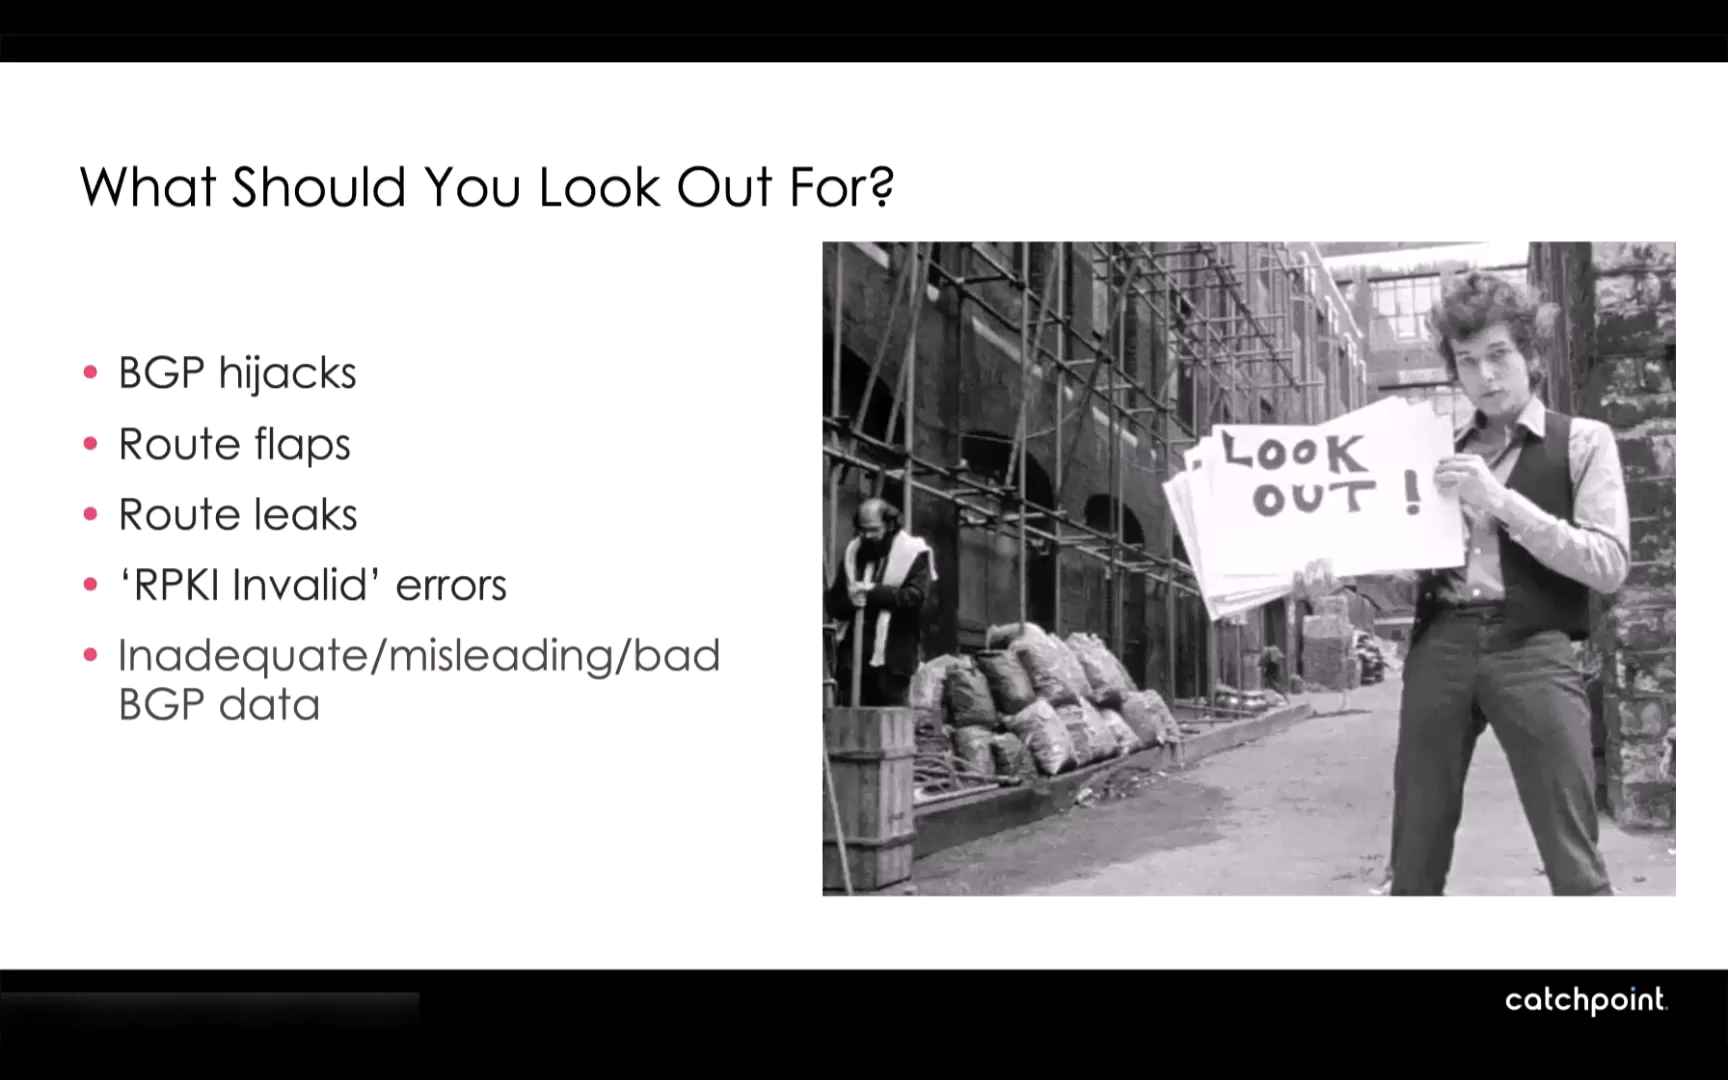 What Should You Look Out For?
• BGP hijacks
• Route flaps
• Route leaks
• ‘RPKI Invalid’ errors
• Inadequate/misleading/bad
BGP data
LOOK
OUT !
catchpoint.